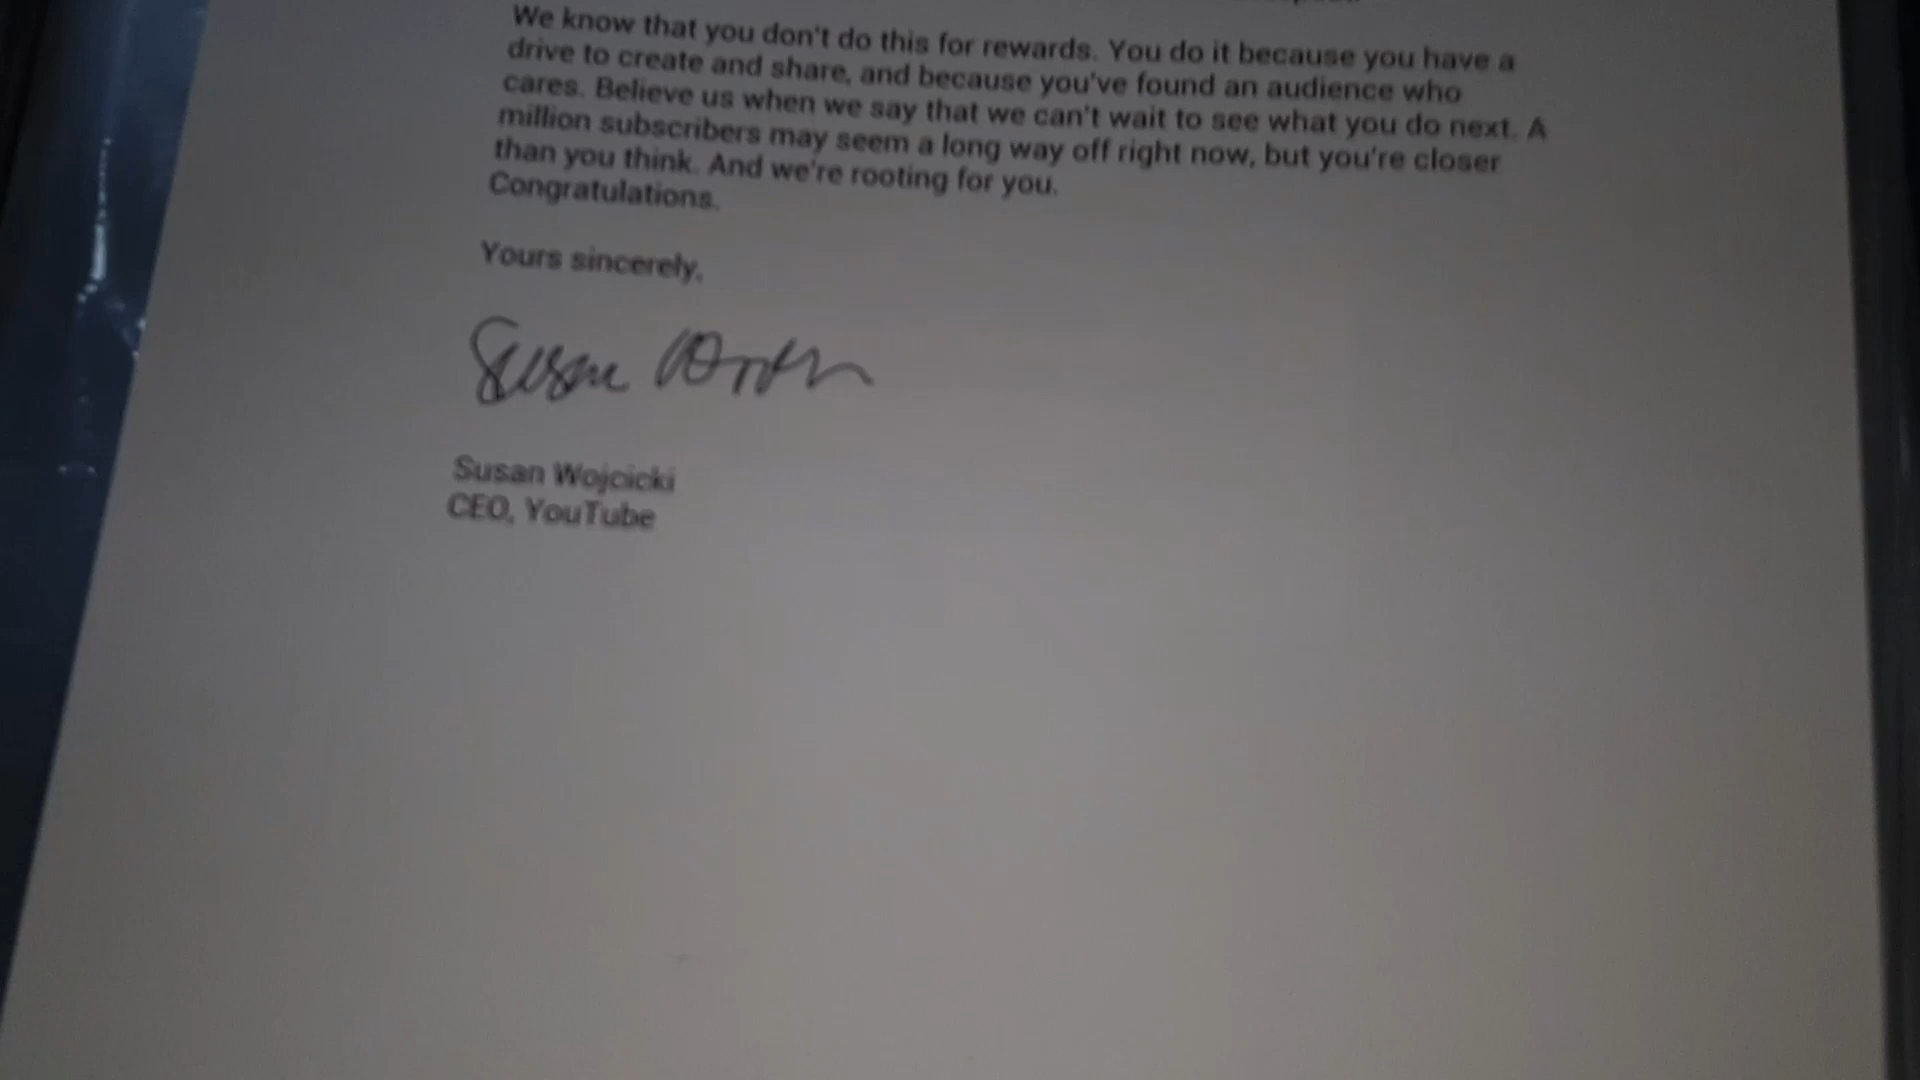 We know that you don't do this for rewards. You do it because you have a
drive to create and share, and because you've found an audience who
cares. Believe us when we say that we can't wait to see what you do next. A
million subscribers may seem a long way off right now, but you're closer
than you think. And we're rooting for you.
Congratulations.
Yours sincerely,
Susan Wojcicki
CEO, YouTube